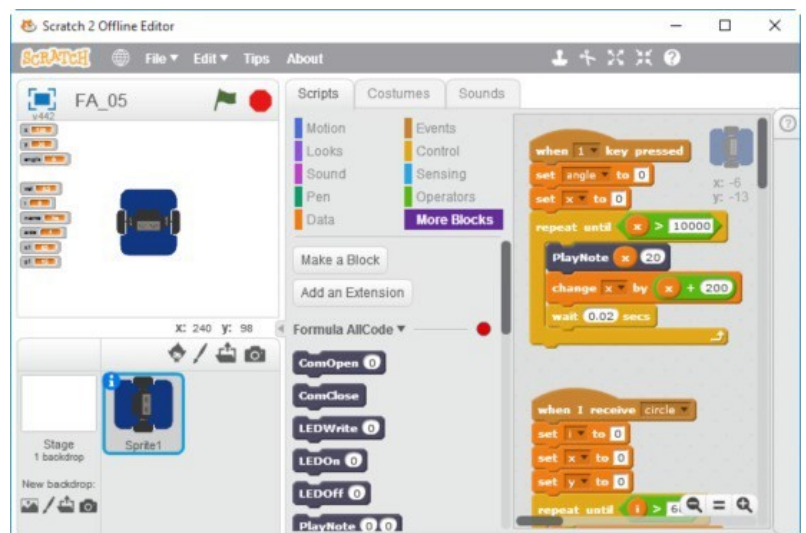 Scratch 2 Offline Editor
SCRATCH File Edit Tips About
FA_05
v442
x
y
angle
i
X: 240 y: 98
Sprite1
Stage
1 backdrop
New backdrop:
Scripts Costumes Sounds
Motion Events
Looks Control
Sound Sensing
Pen Operators
Data More Blocks
Make a Block
Add an Extension
Formula AllCode
ComOpen 0
ComClose
LEDWrite 0
LEDOn 0
LEDOff 0
PlayNote 0 0
x: -6
y: -13
when 1 key pressed
set angle to 0
set x to 0
repeat until x > 10000
PlayNote x 20
change x by x + 200
wait 0.02 secs
when I receive circle
set i to 0
set x to 0
set y to 0
repeat until i >